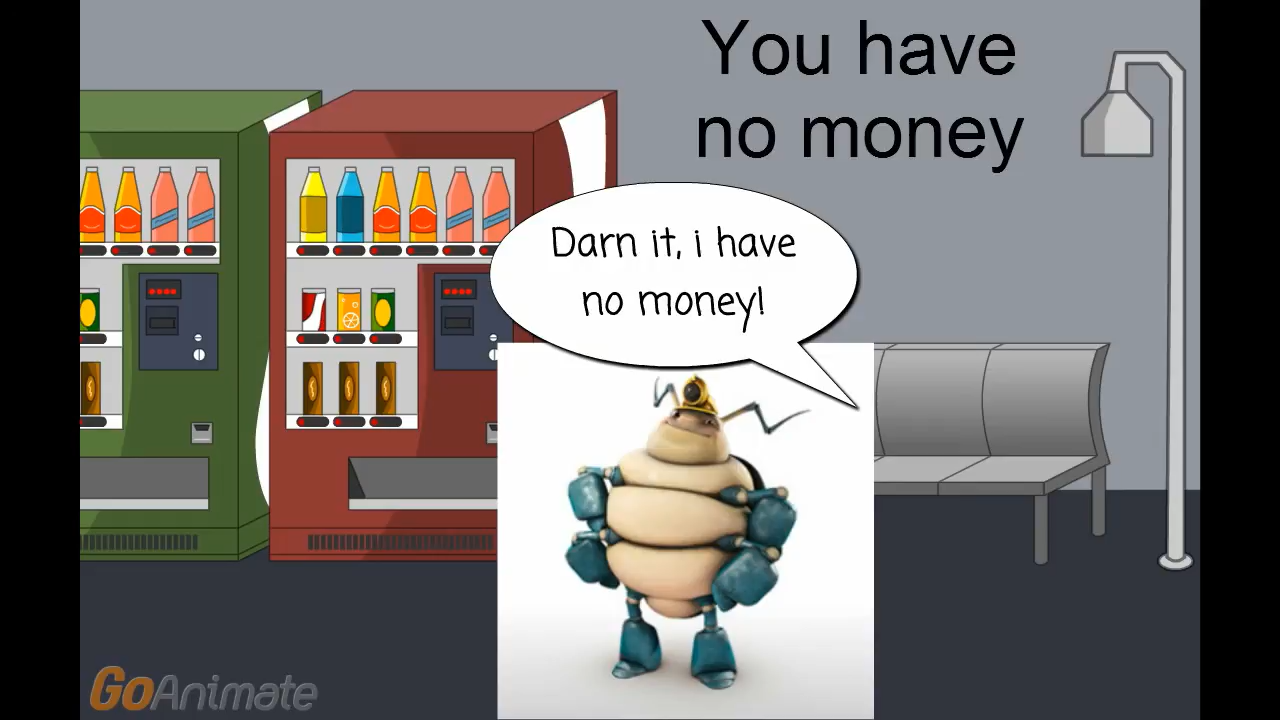 You have
no money
Darn it, i have
no money!
GoAnimate